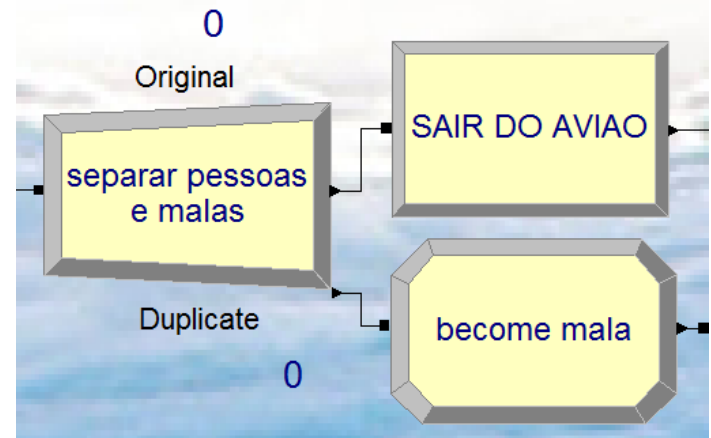 0
Original
separar pessoas
e malas
SAIR DO AVIAO
Duplicate
0
become mala